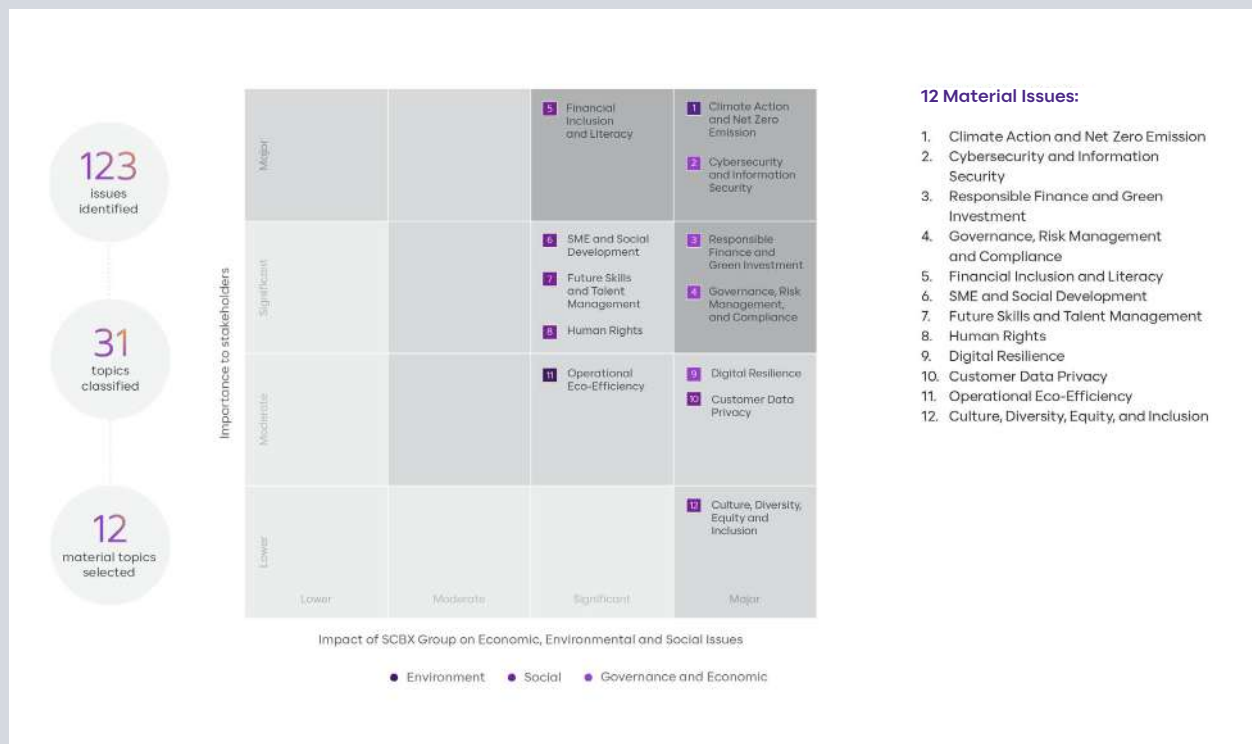 123
issues
identified
31
topics
classified
12
material topics
selected
Importance to stakeholders
Major
Significant
Moderate
Lower
5 Financial
Inclusion
and Literacy
1 Climate Action
and Net Zero
Emission
2 Cybersecurity
and Information
Security
6 SME and Social
Development
7 Future Skills
and Talent
Management
8 Human Rights
3 Responsible
Finance and
Green Investment
4 Governance, Risk
Management,
and Compliance
11 Operational
Eco-Efficiency
9 Digital Resilience
10 Customer Data
Privacy
12 Culture, Diversity,
Equity and
Inclusion
Lower
Moderate
Significant
Major
Impact of SCBX Group on Economic, Environmental and Social Issues
Environment
Social
Governance and Economic
12 Material Issues:
1. Climate Action and Net Zero Emission
2. Cybersecurity and Information
Security
3. Responsible Finance and Green
Investment
4. Governance, Risk Management
and Compliance
5. Financial Inclusion and Literacy
6. SME and Social Development
7. Future Skills and Talent Management
8. Human Rights
9. Digital Resilience
10. Customer Data Privacy
11. Operational Eco-Efficiency
12. Culture, Diversity, Equity, and Inclusion